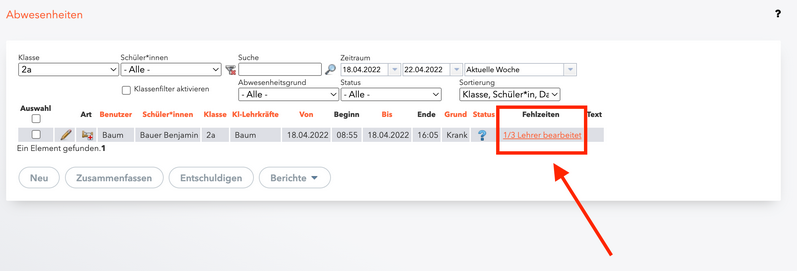 Abwesenheiten
?
Klasse Schüler*innen Suche Zeitraum
2a - Alle - 18.04.2022 22.04.2022 Aktuelle Woche
Klassenfilter aktivieren Abwesenheitsgrund Status Sortierung
- Alle - - Alle - Klasse, Schüler*in, Da
Auswahl Art Benutzer Schüler*innen Klasse Kl-Lehrkräfte Von Beginn Bis Ende Grund Status Fehlzeiten Text
Baum Bauer Benjamin 2a Baum 18.04.2022 08:55 18.04.2022 16:05 Krank ? 1/3 Lehrer bearbeitet
Ein Element gefunden.1
Neu Zusammenfassen Entschuldigen Berichte